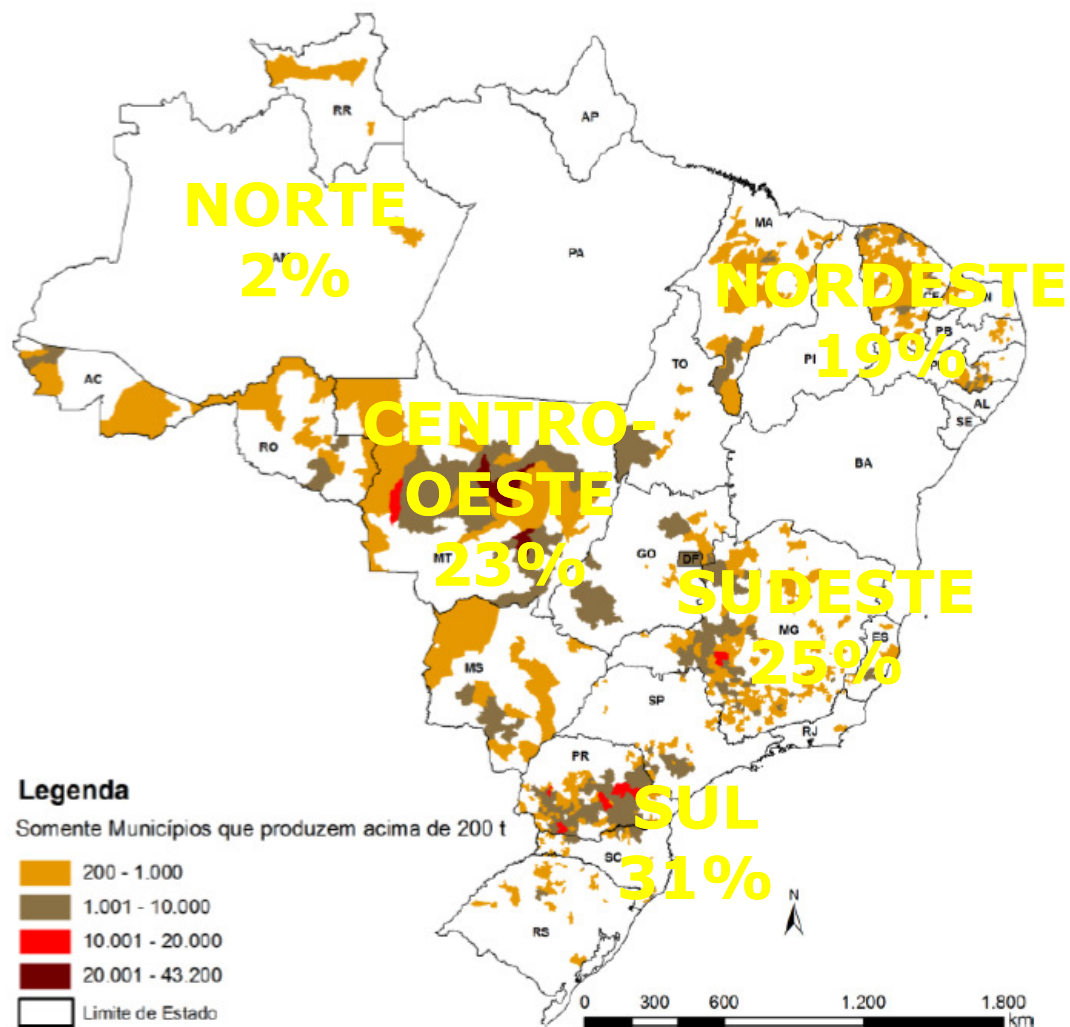 RR
AP
NORTE
2%
MA
PA
NORDESTE
19%
PB
TO
PI
AC
AL
SE
CENTRO-
OESTE
23%
RO
BA
MT
GO
DF
SUDESTE
25%
MG
ES
MS
SP
RJ
PR
SUL
31%
SC
RS
N
Legenda
Somente Municípios que produzem acima de 200 t
200 - 1.000
1.001 - 10.000
10.001 - 20.000
20.001 - 43.200
Limite de Estado
0 300 600 1.200 1.800
km